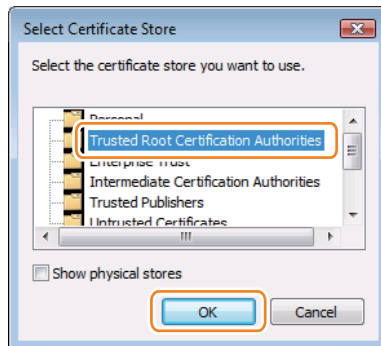 Select Certificate Store
Select the certificate store you want to use.
Personal
Trusted Root Certification Authorities
Enterprise Trust
Intermediate Certification Authorities
Trusted Publishers
Untrusted Certificates
Show physical stores
OK
Cancel